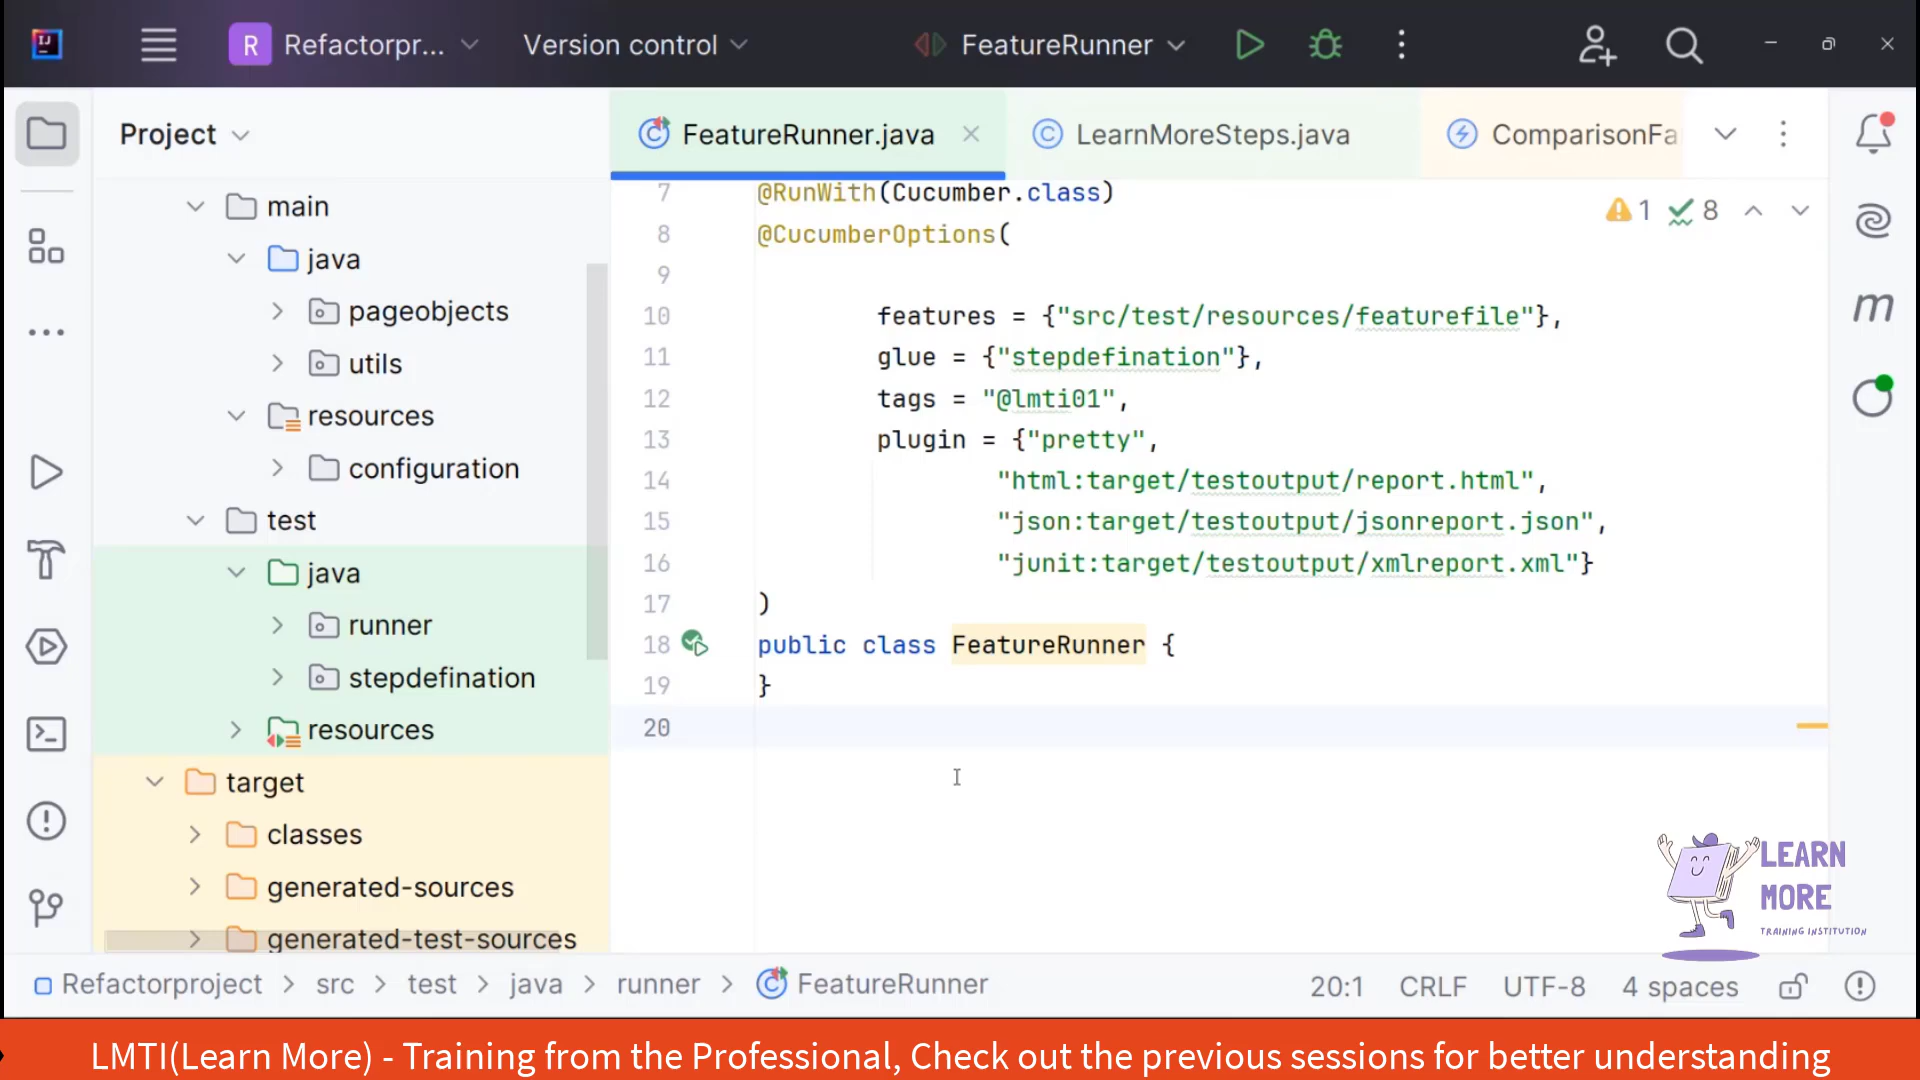 R Refactorpr... Version control FeatureRunner
Project
FeatureRunner.java LearnMoreSteps.java ComparisonFa
main
java
pageobjects
utils
resources
configuration
test
java
runner
stepdefination
resources
target
classes
generated-sources
generated-test-sources
7 @RunWith(Cucumber.class)
1 8
8 @CucumberOptions(
9
10 features = {"src/test/resources/featurefile"},
11 glue = {"stepdefination"},
12 tags = "@lmti01",
13 plugin = {"pretty",
14 "html:target/testoutput/report.html",
15 "json:target/testoutput/jsonreport.json",
16 "junit:target/testoutput/xmlreport.xml"}
17 )
18 public class FeatureRunner {
19 }
20
m
LEARN
MORE
TRAINING INSTITUTION
Refactorproject > src > test > java > runner > FeatureRunner
20:1 CRLF UTF-8 4 spaces
LMTI(Learn More) - Training from the Professional, Check out the previous sessions for better understanding